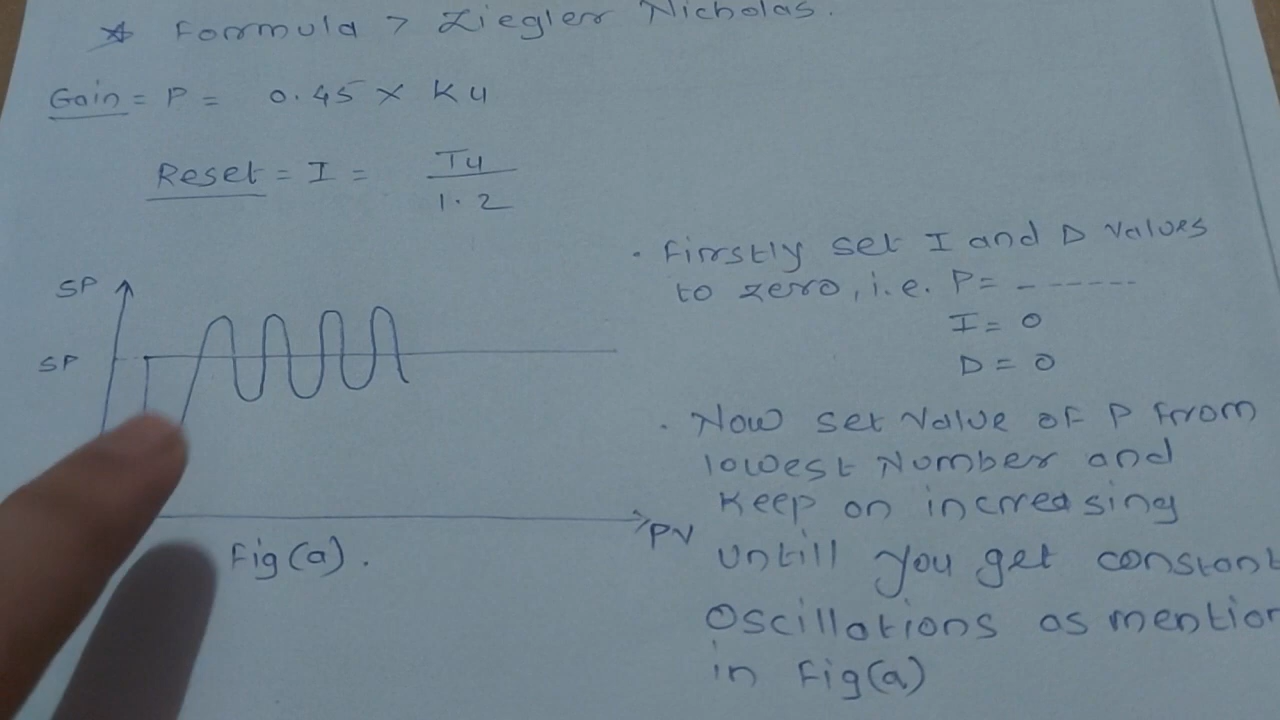 * Formula > Ziegler Nicholas.
Gain = P = 0.45 × Ku
Reset = I = Tu
1.2
SP
SP
PV
Fig(a).
. Firstly set I and D values
to zero, i.e. P = - - - - - - -
I = 0
D = 0
. Now set value of P from
lowest Number and
Keep on increasing
untill you get constant
oscillations as mention
in Fig(a)